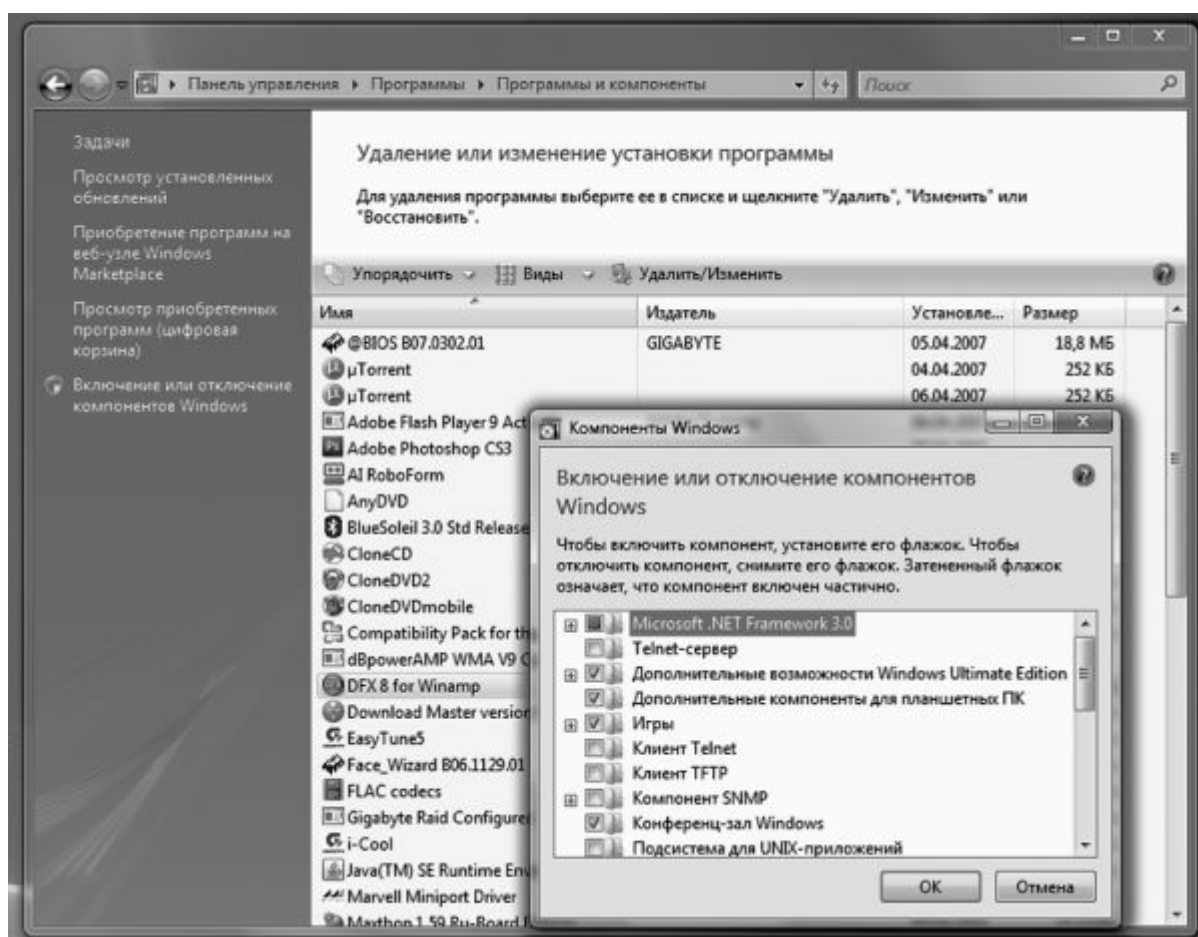 Панель управления ▸ Программы ▸ Программы и компоненты
Поиск
Задачи
Просмотр установленных
обновлений
Приобретение программ на
веб-узле Windows
Marketplace
Просмотр приобретенных
программ (цифровая
корзина)
Включение или отключение
компонентов Windows
Удаление или изменение установки программы
Для удаления программы выберите ее в списке и щелкните "Удалить", "Изменить" или
"Восстановить".
Упорядочить Виды Удалить/Изменить
Имя Издатель Установле... Размер
@BIOS B07.0302.01 GIGABYTE 05.04.2007 18,8 МБ
µTorrent 04.04.2007 252 КБ
µTorrent 06.04.2007 252 КБ
Adobe Flash Player 9 Act
Adobe Photoshop CS3
AI RoboForm
AnyDVD
BlueSoleil 3.0 Std Release
CloneCD
CloneDVD2
CloneDVDmobile
Compatibility Pack for th
dBpowerAMP WMA V9 C
DFX 8 for Winamp
Download Master version
EasyTune5
Face_Wizard B06.1129.01
FLAC codecs
Gigabyte Raid Configurer
i-Cool
Java(TM) SE Runtime Env
Marvell Miniport Driver
Maxthon 1.59 Ru-Board
Компоненты Windows
Включение или отключение компонентов
Windows
Чтобы включить компонент, установите его флажок. Чтобы
отключить компонент, снимите его флажок. Затененный флажок
означает, что компонент включен частично.
Microsoft .NET Framework 3.0
Telnet-сервер
Дополнительные возможности Windows Ultimate Edition
Дополнительные компоненты для планшетных ПК
Игры
Клиент Telnet
Клиент TFTP
Компонент SNMP
Конференц-зал Windows
Подсистема для UNIX-приложений
ОК Отмена